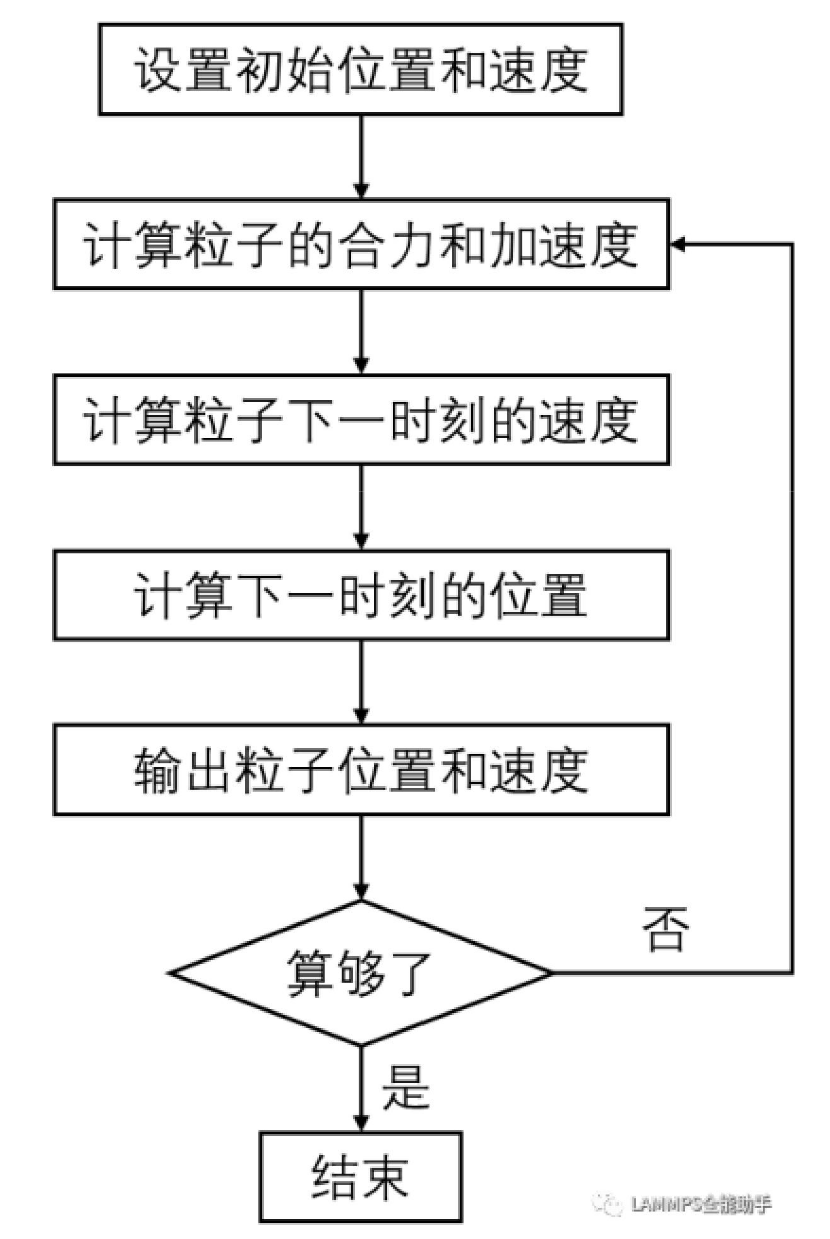 设置初始位置和速度
计算粒子的合力和加速度
计算粒子下一时刻的速度
计算下一时刻的位置
输出粒子位置和速度
算够了
否
是
结束
LAMMPS全能助手